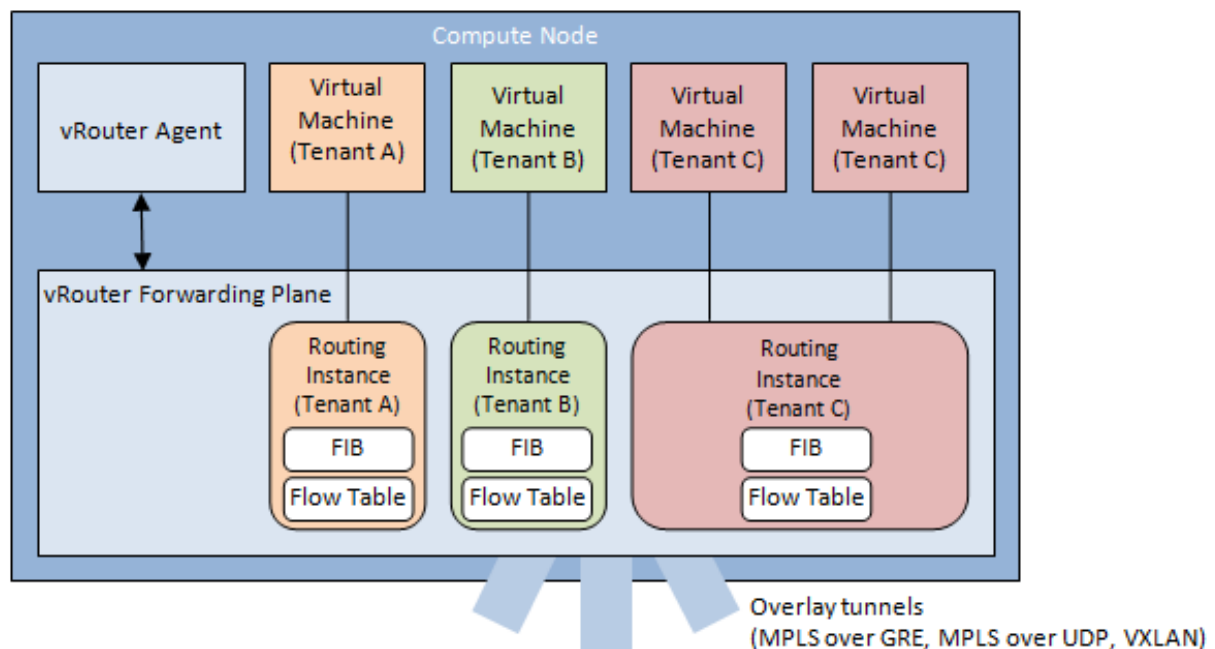 Compute Node
vRouter Agent
Virtual
Machine
(Tenant A)
Virtual
Machine
(Tenant B)
Virtual
Machine
(Tenant C)
Virtual
Machine
(Tenant C)
vRouter Forwarding Plane
Routing
Instance
(Tenant A)
FIB
Flow Table
Routing
Instance
(Tenant B)
FIB
Flow Table
Routing
Instance
(Tenant C)
FIB
Flow Table
Overlay tunnels
(MPLS over GRE, MPLS over UDP, VXLAN)